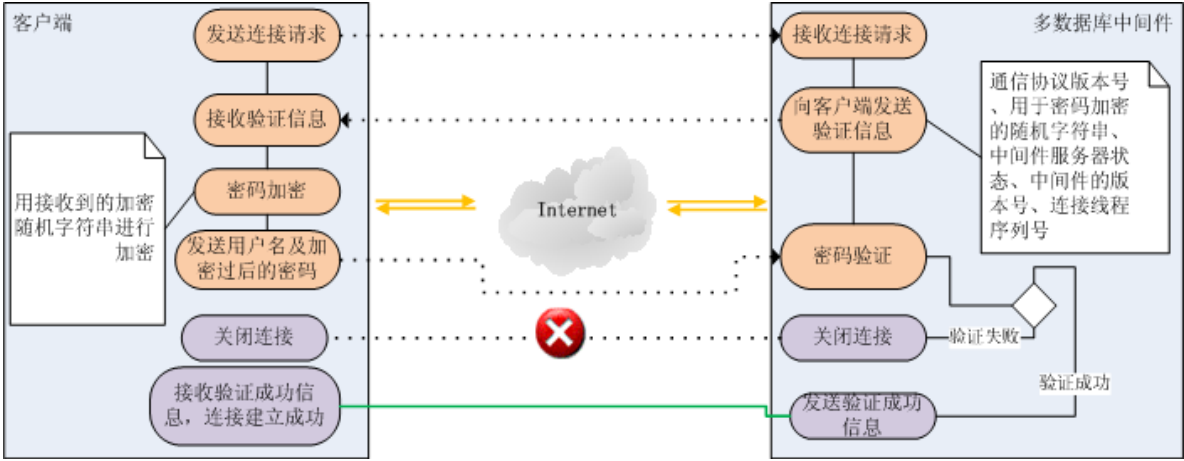 客户端
多数据库中间件
发送连接请求
接收连接请求
接收验证信息
向客户端发送
验证信息
通信协议版本号
、用于密码加密
的随机字符串、
中间件服务器状
态、中间件的版
本号、连接线程
序列号
用接收到的加密
随机字符串进行
加密
密码加密
Internet
发送用户名及加
密过后的密码
密码验证
关闭连接
关闭连接
验证失败
验证成功
接收验证成功信
息，连接建立成功
发送验证成功
信息